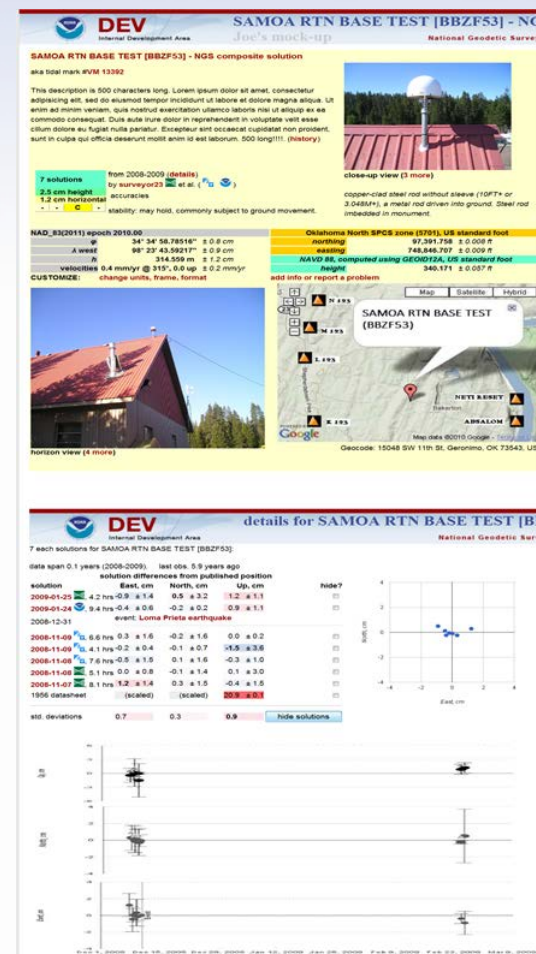 DEV
Internal Development Area
SAMOA RTN BASE TEST [BBZF53] - NG
Joe's mock-up
National Geodetic Surve
SAMOA RTN BASE TEST [BBZF53] - NGS composite solution
aka tidal mark #VM 13392
This description is 500 characters long. Lorem ipsum dolor sit amet, consectetur
adipisicing elit, sed do eiusmod tempor incididunt ut labore et dolore magna aliqua. Ut
enim ad minim veniam, quis nostrud exercitation ullamco laboris nisi ut aliquip ex ea
commodo consequat. Duis aute irure dolor in reprehenderit in voluptate velit esse
cillum dolore eu fugiat nulla pariatur. Excepteur sint occaecat cupidatat non proident,
sunt in culpa qui officia deserunt mollit anim id est laborum. 500 long!!!!. (history)
close-up view (3 more)
7 solutions
from 2008-2009 (details)
by surveyor23 et al. ( )
2.5 cm height
1.2 cm horizontal
accuracies
- - C -
stability: may hold, commonly subject to ground movement.
copper-clad steel rod without sleeve (10FT+ or
3.048M+), a metal rod driven into ground. Steel rod
imbedded in monument.
NAD_83(2011) epoch 2010.00
φ 34° 34' 58.78516" ± 0.8 cm
λ west 98° 23' 43.59217" ± 0.9 cm
h 314.559 m ± 1.2 cm
velocities 0.4 mm/yr @ 315°, 0.0 up ± 0.2 mm/yr
Oklahoma North SPCS zone (5701), US standard foot
northing 97,391.758 ± 0.008 ft
easting 748,846.707 ± 0.009 ft
NAVD 88, computed using GEOID12A, US standard foot
height 340.171 ± 0.057 ft
CUSTOMIZE: change units, frame, format
add info or report a problem
Map Satellite Hybrid
N 123
M 123
L 123
K 123
SAMOA RTN BASE TEST
(BBZF53)
NETI RESET
Bakerton
ABSALOM
Google
Map data ©2010 Google -
horizon view (4 more)
Geocode: 15048 SW 11th St, Geronimo, OK 73543, US
DEV
Internal Development Area
details for SAMOA RTN BASE TEST [B
National Geodetic Sur
7 each solutions for SAMOA RTN BASE TEST [BBZF53]:
data span 0.1 years (2008-2009). last obs. 5.9 years ago
solution differences from published position
solution East, cm North, cm Up, cm hide?
2009-01-25 , 4.2 hrs -0.9 ± 1.4 0.5 ± 3.2 1.2 ± 1.1
2009-01-24 , 9.4 hrs -0.4 ± 0.6 -0.2 ± 0.2 0.9 ± 1.1
2008-12-31 event: Loma Prieta earthquake
2008-11-09 , 6.6 hrs 0.3 ± 1.6 -0.2 ± 1.6 0.0 ± 0.2
2008-11-09 , 4.1 hrs -0.2 ± 0.4 -0.1 ± 0.7 -1.5 ± 3.6
2008-11-08 , 7.6 hrs -0.5 ± 1.5 0.1 ± 1.6 -0.3 ± 1.0
2008-11-08 , 5.1 hrs 0.0 ± 0.8 -0.1 ± 1.4 0.1 ± 3.0
2008-11-07 , 8.1 hrs 1.2 ± 1.4 0.3 ± 1.5 -0.4 ± 1.5
1956 datasheet (scaled) (scaled) 20.9 ± 0.1
std. deviations 0.7 0.3 0.9 hide solutions
North, cm
East, cm
Up, cm
North, cm
East, cm